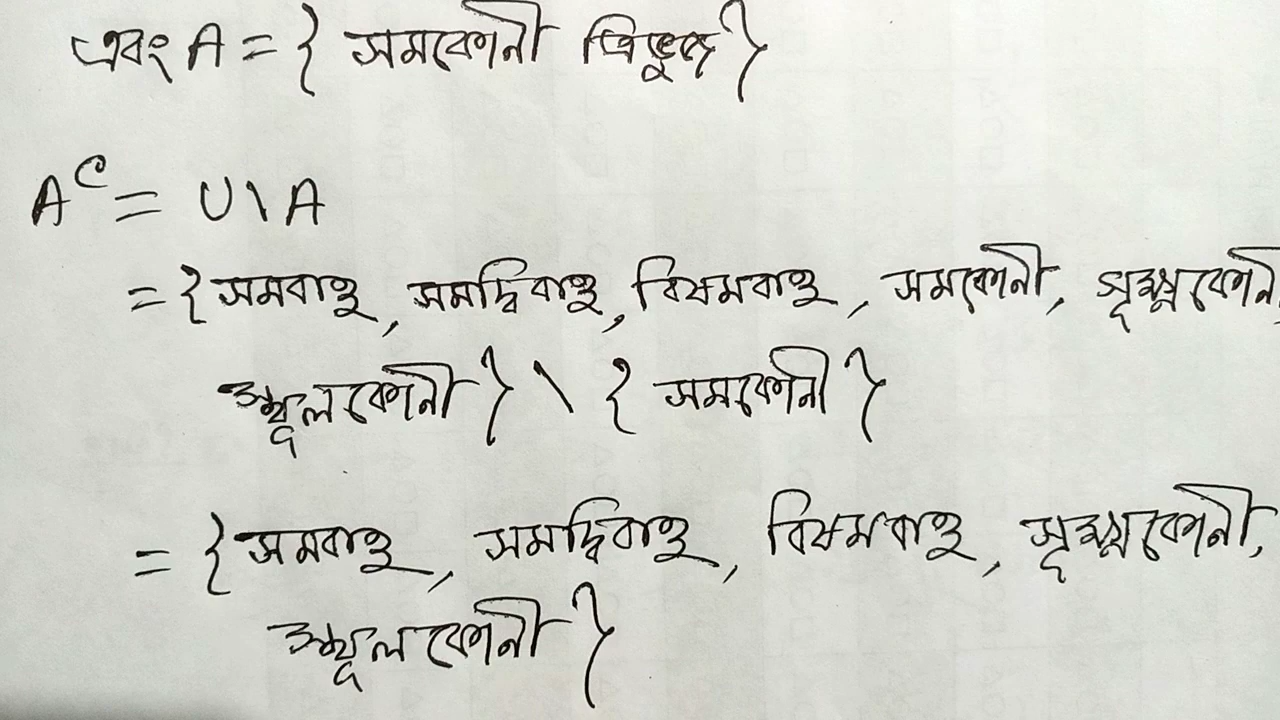 এবং A = { সমকোনী ত্রিভুজ }
A^C = U \ A
= { সমবাহু, সমদ্বিবাহু, বিষমবাহু, সমকোনী, সূক্ষ্মকোনী,
স্থূলকোনী } \ { সমকোনী }
= { সমবাহু, সমদ্বিবাহু, বিষমবাহু, সূক্ষ্মকোনী,
স্থূলকোনী }